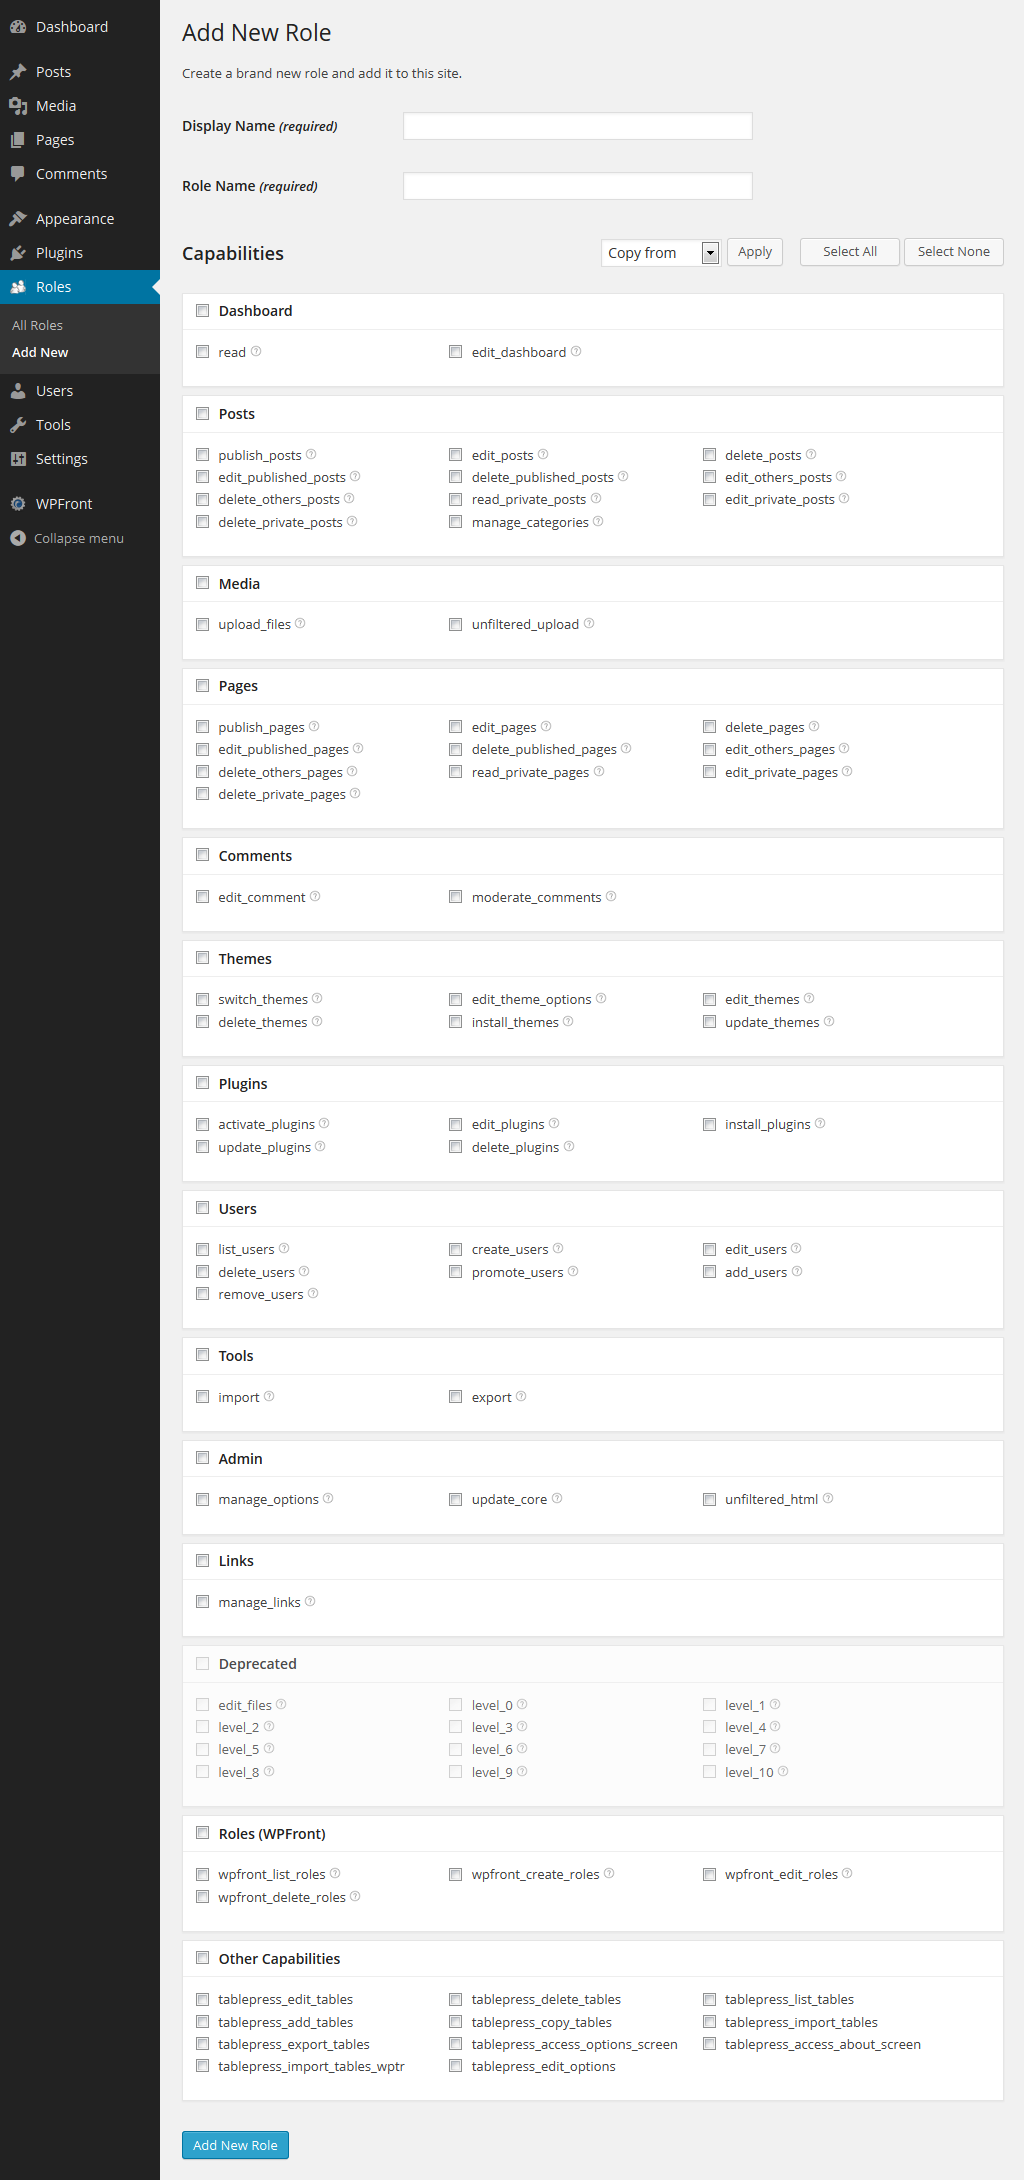 Dashboard
Posts
Media
Pages
Comments
Appearance
Plugins
Roles
All Roles
Add New
Users
Tools
Settings
WPFront
Collapse menu
Add New Role
Create a brand new role and add it to this site.
Display Name (required)
Role Name (required)
Capabilities Copy from Apply Select All Select None
Dashboard
read edit_dashboard
Posts
publish_posts edit_posts delete_posts
edit_published_posts delete_published_posts edit_others_posts
delete_others_posts read_private_posts edit_private_posts
delete_private_posts manage_categories
Media
upload_files unfiltered_upload
Pages
publish_pages edit_pages delete_pages
edit_published_pages delete_published_pages edit_others_pages
delete_others_pages read_private_pages edit_private_pages
delete_private_pages
Comments
edit_comment moderate_comments
Themes
switch_themes edit_theme_options edit_themes
delete_themes install_themes update_themes
Plugins
activate_plugins edit_plugins install_plugins
update_plugins delete_plugins
Users
list_users create_users edit_users
delete_users promote_users add_users
remove_users
Tools
import export
Admin
manage_options update_core unfiltered_html
Links
manage_links
Deprecated
edit_files level_0 level_1
level_2 level_3 level_4
level_5 level_6 level_7
level_8 level_9 level_10
Roles (WPFront)
wpfront_list_roles wpfront_create_roles wpfront_edit_roles
wpfront_delete_roles
Other Capabilities
tablepress_edit_tables tablepress_delete_tables tablepress_list_tables
tablepress_add_tables tablepress_copy_tables tablepress_import_tables
tablepress_export_tables tablepress_access_options_screen tablepress_access_about_screen
tablepress_import_tables_wptr tablepress_edit_options
Add New Role